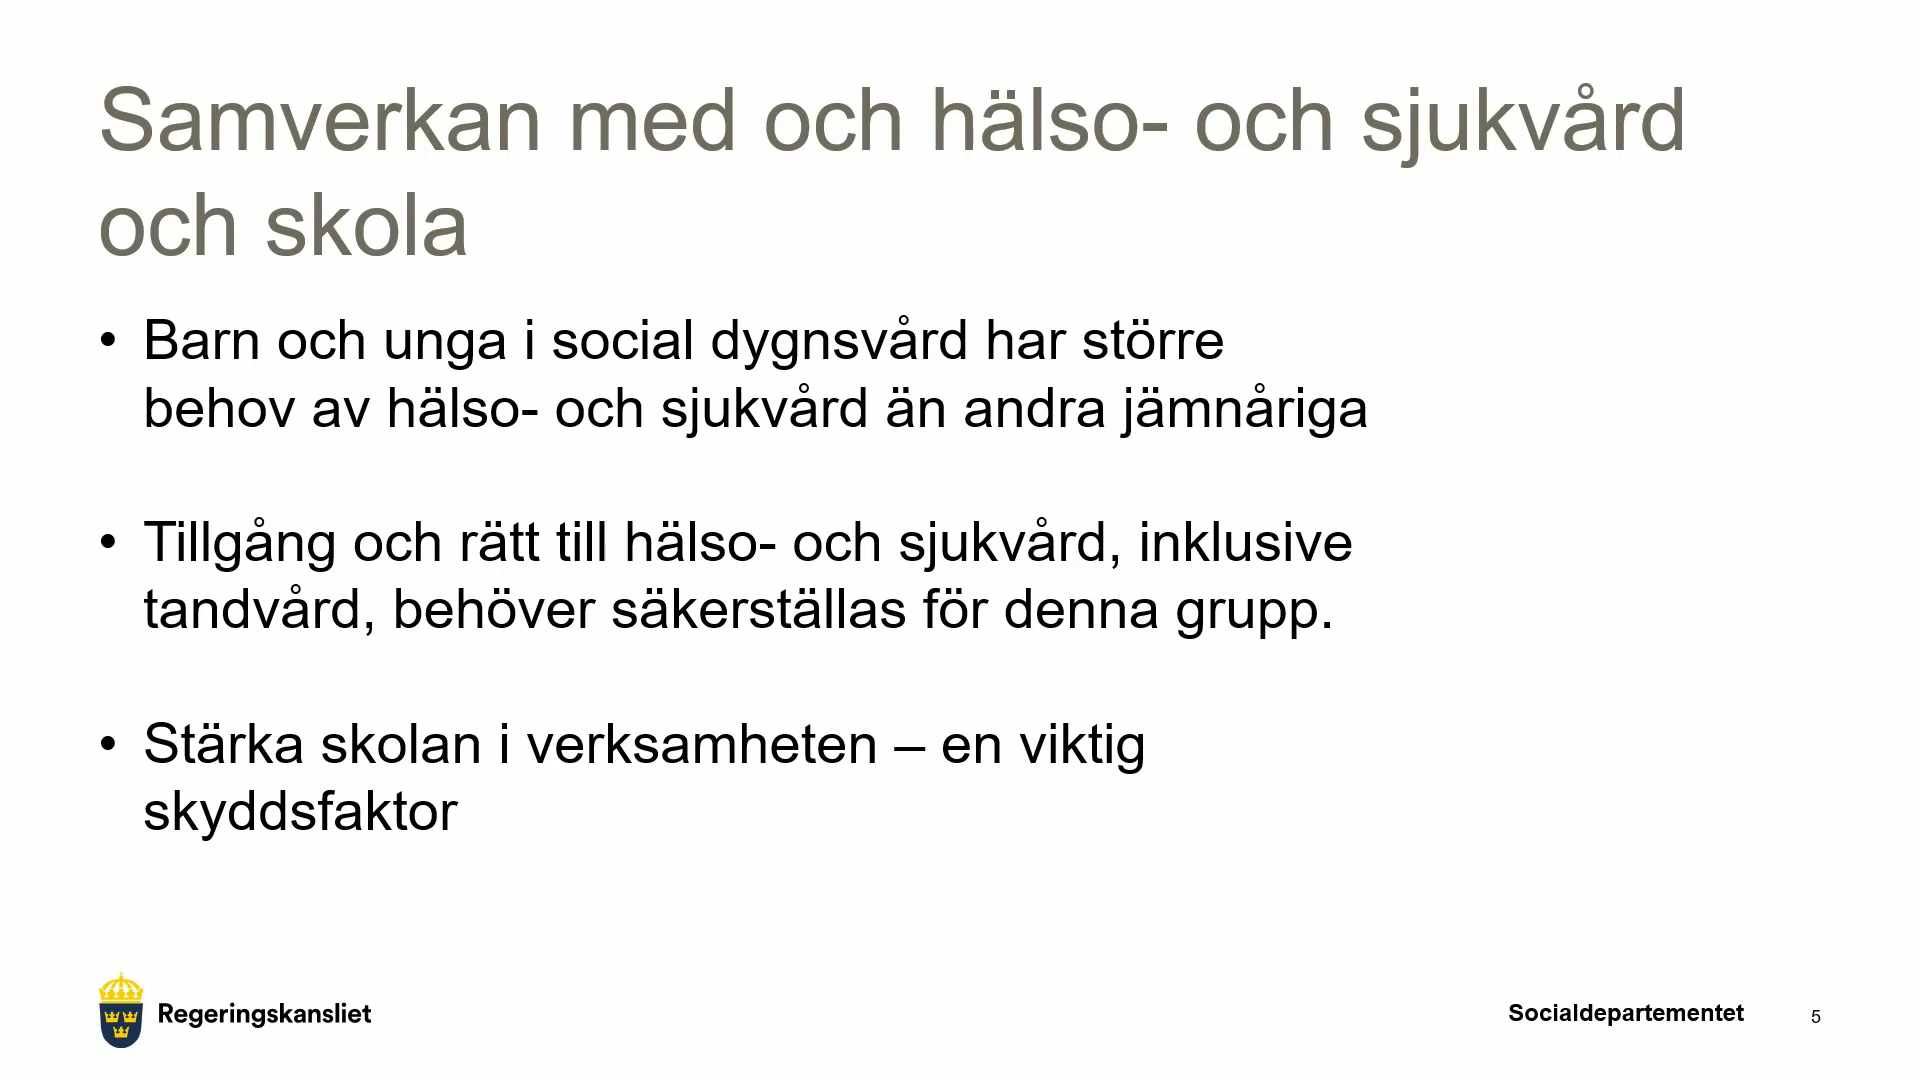 Samverkan med och hälso- och sjukvård
och skola
• Barn och unga i social dygnsvård har större
behov av hälso- och sjukvård än andra jämnåriga
• Tillgång och rätt till hälso- och sjukvård, inklusive
tandvård, behöver säkerställas för denna grupp.
• Stärka skolan i verksamheten – en viktig
skyddsfaktor
Regeringskansliet
Socialdepartementet
5